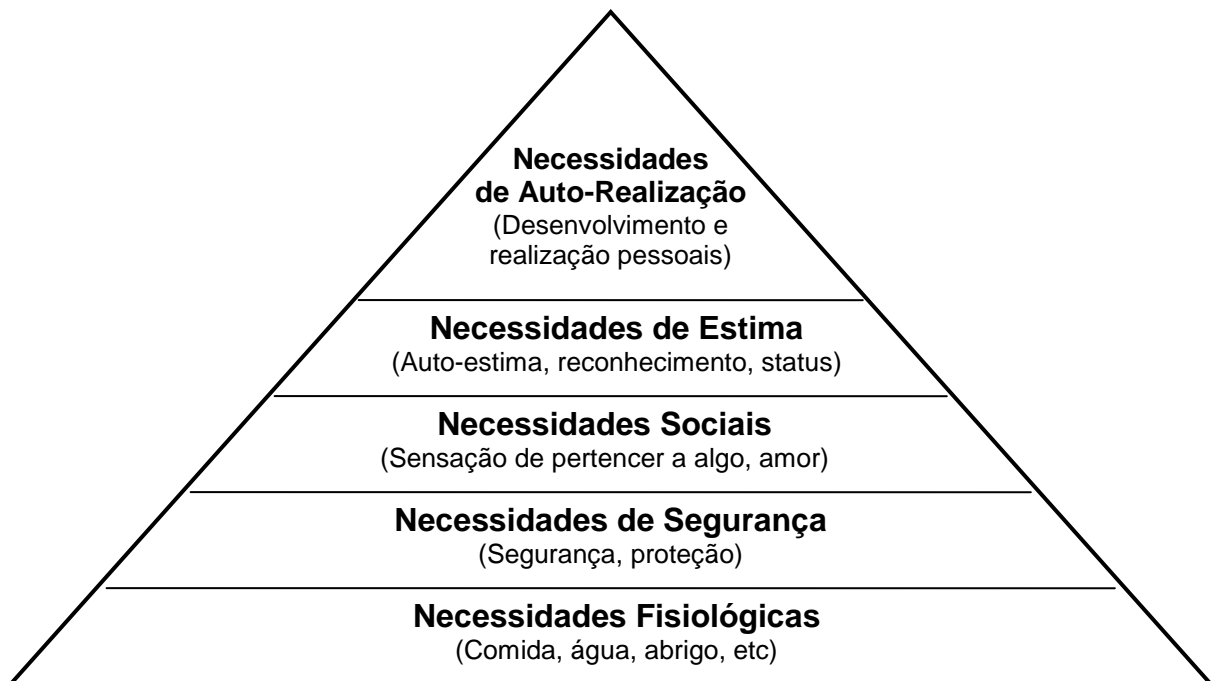 Necessidades
de Auto-Realização
(Desenvolvimento e
realização pessoais)
Necessidades de Estima
(Auto-estima, reconhecimento, status)
Necessidades Sociais
(Sensação de pertencer a algo, amor)
Necessidades de Segurança
(Segurança, proteção)
Necessidades Fisiológicas
(Comida, água, abrigo, etc)